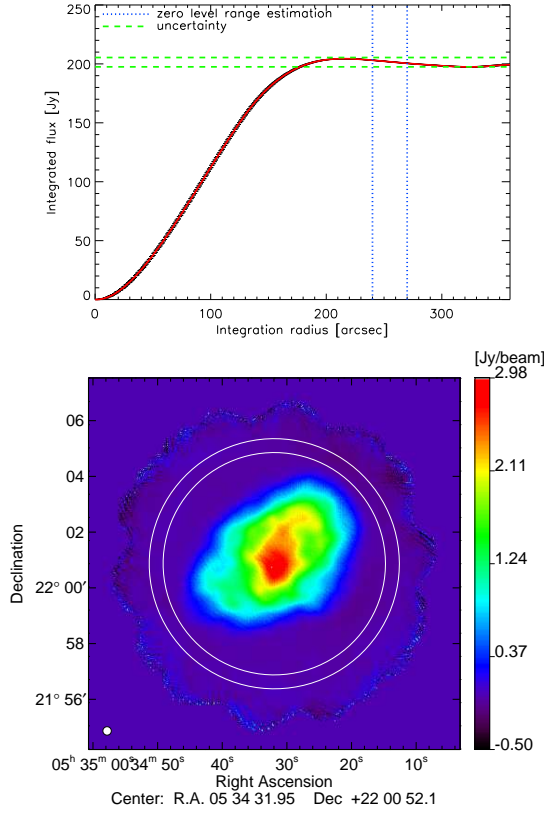 zero level range estimation
uncertainty
250
200
150
100
50
0
Integrated flux [Jy]
0 100 200 300
Integration radius [arcsec]
[Jy/beam]
2.98
2.11
1.24
0.37
-0.50
06
04
02
22° 00′
58
21° 56′
Declination
05ʰ 35ᵐ 00ˢ34ᵐ 50ˢ 40ˢ 30ˢ 20ˢ 10ˢ
Right Ascension
Center: R.A. 05 34 31.95 Dec +22 00 52.1